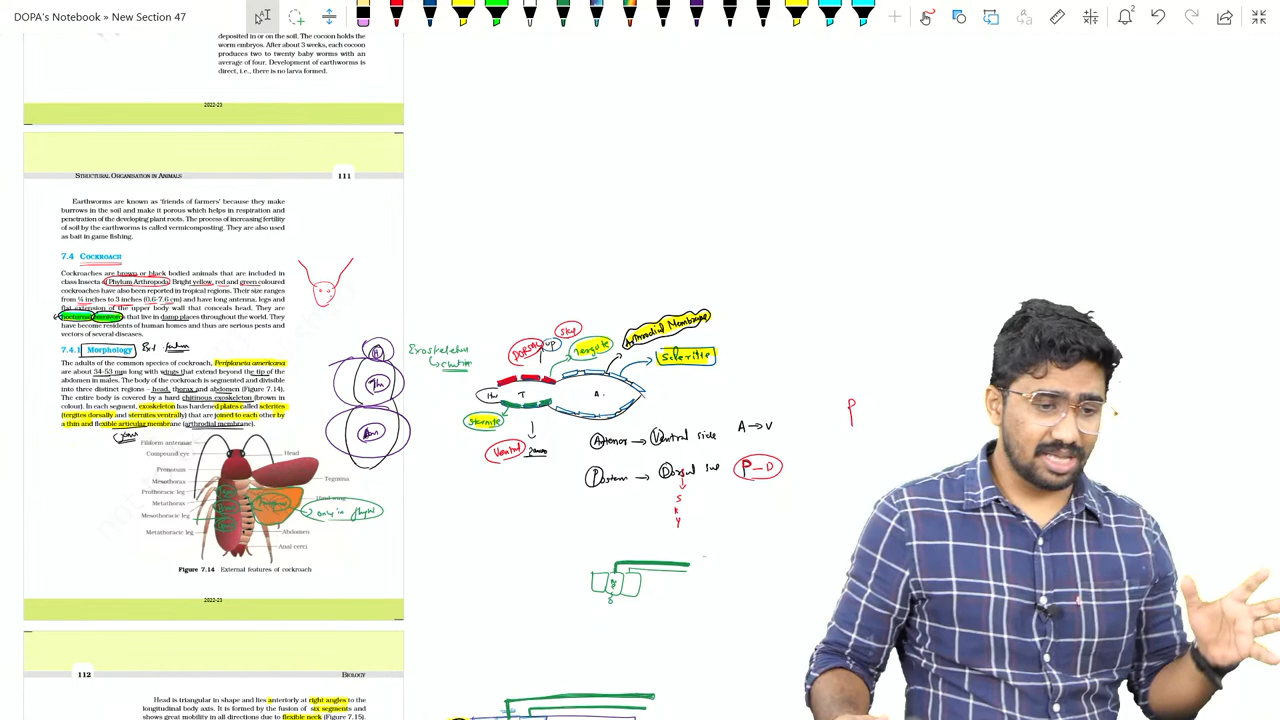 DOPA's Notebook » New Section 47
deposited in or on the soil. The cocoon holds the
worm embryos. After about 3 weeks, each cocoon
produces two to twenty baby worms with an
average of four. Development of earthworms is
direct, i.e., there is no larva formed.
2022-23
STRUCTURAL ORGANISATION IN ANIMALS
111
Earthworms are known as 'friends of farmers' because they make
burrows in the soil and make it porous which helps in respiration and
penetration of the developing plant roots. The process of increasing fertility
of soil by the earthworms is called vermicomposting. They are also used
as bait in game fishing.
7.4 COCKROACH
Cockroaches are brown or black bodied animals that are included in
class Insecta of Phylum Arthropoda. Bright yellow, red and green coloured
cockroaches have also been reported in tropical regions. Their size ranges
from ¼ inches to 3 inches (0.6-7.6 cm) and have long antenna, legs and
flat extension of the upper body wall that conceals head. They are
nocturnal omnivores that live in damp places throughout the world. They
have become residents of human homes and thus are serious pests and
vectors of several diseases.
7.4.1 Morphology
The adults of the common species of cockroach, Periplaneta americana
are about 34-53 mm long with wings that extend beyond the tip of the
abdomen in males. The body of the cockroach is segmented and divisible
into three distinct regions – head, thorax and abdomen (Figure 7.14).
The entire body is covered by a hard chitinous exoskeleton (brown in
colour). In each segment, exoskeleton has hardened plates called sclerites
(tergites dorsally and sternites ventrally) that are joined to each other by
a thin and flexible articular membrane (arthrodial membrane).
Filiform antennae
Compound eye
Head
Pronotum
Mesothorax
Tegmina
Prothoracic leg
Metathorax
Hind wing
Mesothoracic leg
Metathoracic leg
Abdomen
Anal cerci
2 only in
Figure 7.14 External features of cockroach
2022-23
112
BIOLOGY
Head is triangular in shape and lies anteriorly at right angles to the
longitudinal body axis. It is formed by the fusion of six segments and
shows great mobility in all directions due to flexible neck (Figure 7.15).
H
Exoskeleton
→ chitin
DORSAL
UP
Sky
Tergite
Arthrodial Membrane
Sclerite
T
A
Sternite
Ventral
Anterior → Ventral side A → V
Posterior → Dorsal P – D
S
K
Y
P